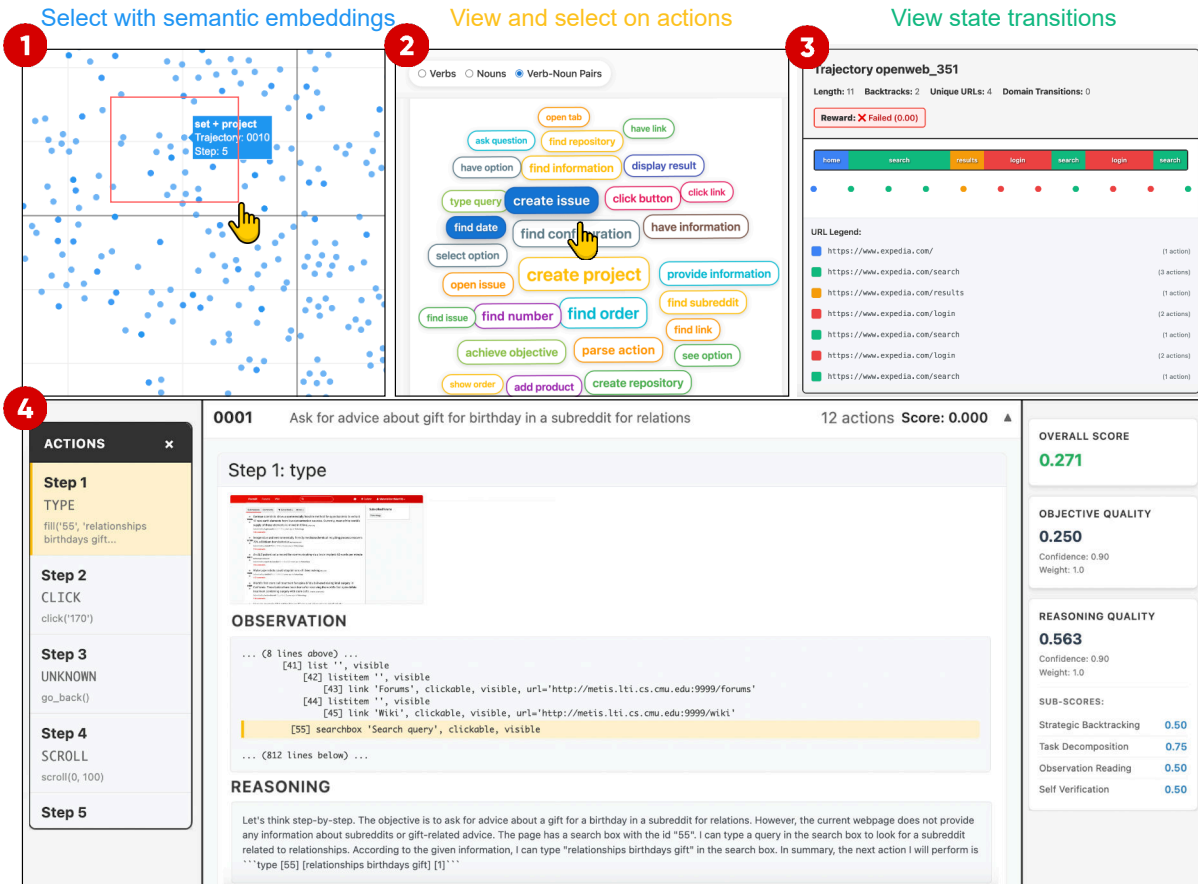 Select with semantic embeddings
View and select on actions
View state transitions
1
set + project
Trajectory: 0010
Step: 5
2
Verbs
Nouns
Verb-Noun Pairs
open tab
ask question
find repository
have link
have option
find information
display result
type query
create issue
click button
click link
find date
find configuration
have information
select option
open issue
create project
provide information
find issue
find number
find order
find subreddit
find link
achieve objective
parse action
see option
show order
add product
create repository
3
Trajectory openweb_351
Length: 11 Backtracks: 2 Unique URLs: 4 Domain Transitions: 0
Reward: ❌ Failed (0.00)
home search results login search login search
URL Legend:
https://www.expedia.com/ (1 action)
https://www.expedia.com/search (3 actions)
https://www.expedia.com/results (1 action)
https://www.expedia.com/login (2 actions)
https://www.expedia.com/search (1 action)
https://www.expedia.com/login (2 actions)
https://www.expedia.com/search (1 action)
4
ACTIONS ×
Step 1
TYPE
fill('55', 'relationships
birthdays gift...
Step 2
CLICK
click('170')
Step 3
UNKNOWN
go_back()
Step 4
SCROLL
scroll(0, 100)
Step 5
0001 Ask for advice about gift for birthday in a subreddit for relations 12 actions Score: 0.000 ▲
Step 1: type
OBSERVATION
... (8 lines above) ...
[41] list '', visible
[42] listitem '', visible
[43] link 'Forums', clickable, visible, url='http://metis.lti.cs.cmu.edu:9999/forums'
[44] listitem '', visible
[45] link 'Wiki', clickable, visible, url='http://metis.lti.cs.cmu.edu:9999/wiki'
[55] searchbox 'Search query', clickable, visible
... (812 lines below) ...
REASONING
Let's think step-by-step. The objective is to ask for advice about a gift for a birthday in a subreddit for relations. However, the current webpage does not provide
any information about subreddits or gift-related advice. The page has a search box with the id "55". I can type a query in the search box to look for a subreddit
related to relationships. According to the given information, I can type "relationships birthdays gift" in the search box. In summary, the next action I will perform is
```type [55] [relationships birthdays gift] [1]```
OVERALL SCORE
0.271
OBJECTIVE QUALITY
0.250
Confidence: 0.90
Weight: 1.0
REASONING QUALITY
0.563
Confidence: 0.90
Weight: 1.0
SUB-SCORES:
Strategic Backtracking 0.50
Task Decomposition 0.75
Observation Reading 0.50
Self Verification 0.50